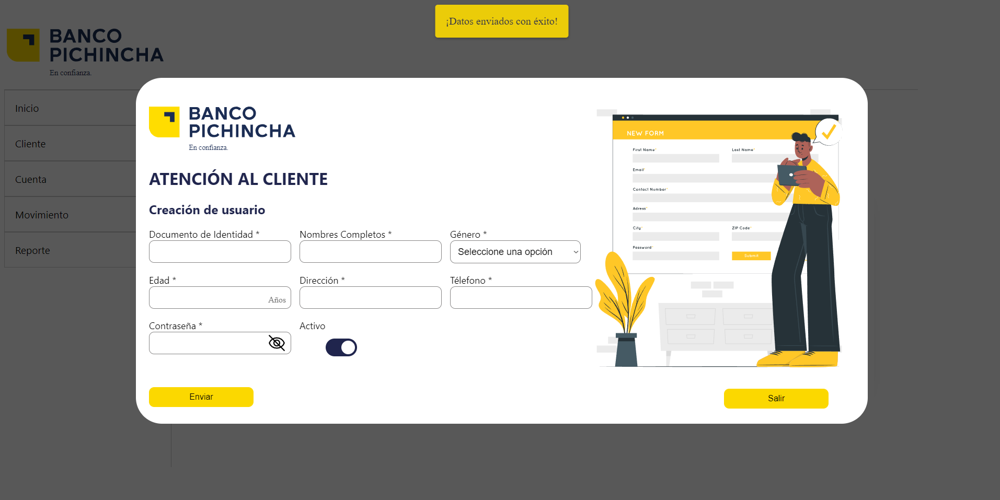 ¡Datos enviados con éxito!
BANCO
PICHINCHA
En confianza.
Inicio
Cliente
Cuenta
Movimiento
Reporte
BANCO
PICHINCHA
En confianza.
ATENCIÓN AL CLIENTE
Creación de usuario
Documento de Identidad *
Nombres Completos *
Género *
Seleccione una opción
Edad *
Años
Dirección *
Télefono *
Contraseña *
Activo
Enviar
Salir
NEW FORM
First Name*
Last Name*
Email*
Contact Number*
Adress*
City*
ZIP Code*
Password*
Submit